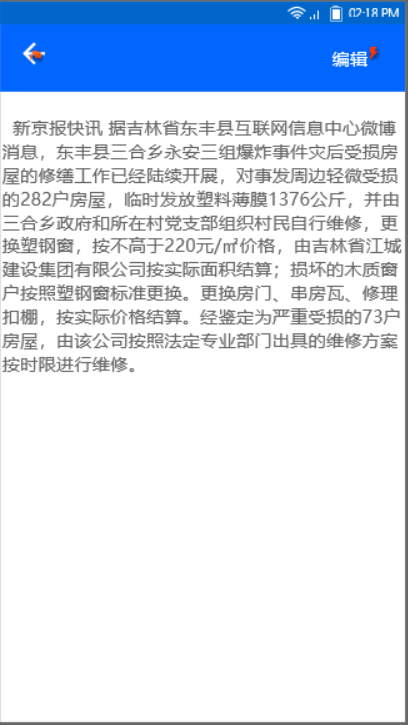 02:18 PM
编辑
新京报快讯 据吉林省东丰县互联网信息中心微博
消息，东丰县三合乡永安三组爆炸事件灾后受损房
屋的修缮工作已经陆续开展，对事发周边轻微受损
的282户房屋，临时发放塑料薄膜1376公斤，并由
三合乡政府和所在村党支部组织村民自行维修，更
换塑钢窗，按不高于220元/㎡价格，由吉林省江城
建设集团有限公司按实际面积结算；损坏的木质窗
户按照塑钢窗标准更换。更换房门、串房瓦、修理
扣棚，按实际价格结算。经鉴定为严重受损的73户
房屋，由该公司按照法定专业部门出具的维修方案
按时限进行维修。